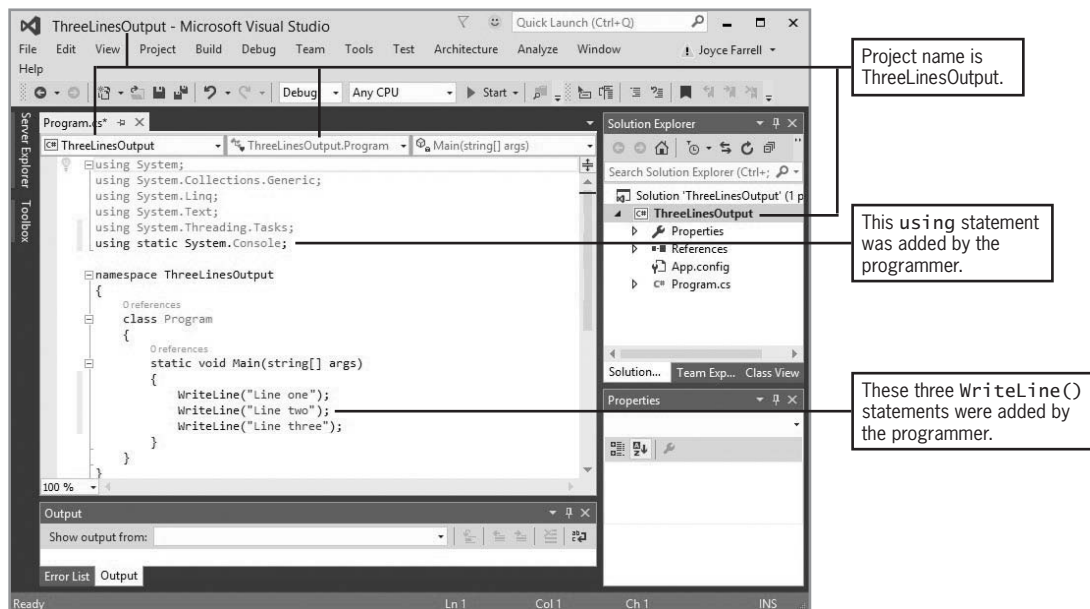 ThreeLinesOutput - Microsoft Visual Studio
Quick Launch (Ctrl+Q)
File Edit View Project Build Debug Team Tools Test Architecture Analyze Window
Joyce Farrell
Help
Debug Any CPU Start
Server Explorer
Toolbox
Program.cs*
ThreeLinesOutput ThreeLinesOutput.Program Main(string[] args)
using System;
using System.Collections.Generic;
using System.Linq;
using System.Text;
using System.Threading.Tasks;
using static System.Console;
namespace ThreeLinesOutput
{
0 references
class Program
{
0 references
static void Main(string[] args)
{
WriteLine("Line one");
WriteLine("Line two");
WriteLine("Line three");
}
}
}
100 %
Output
Show output from:
Error List Output
Ready Ln 1 Col 1 Ch 1 INS
Solution Explorer
Search Solution Explorer (Ctrl+;
Solution 'ThreeLinesOutput' (1 p
C# ThreeLinesOutput
Properties
References
App.config
C# Program.cs
Solution... Team Exp... Class View
Properties
Project name is
ThreeLinesOutput.
This using statement
was added by the
programmer.
These three WriteLine()
statements were added by
the programmer.